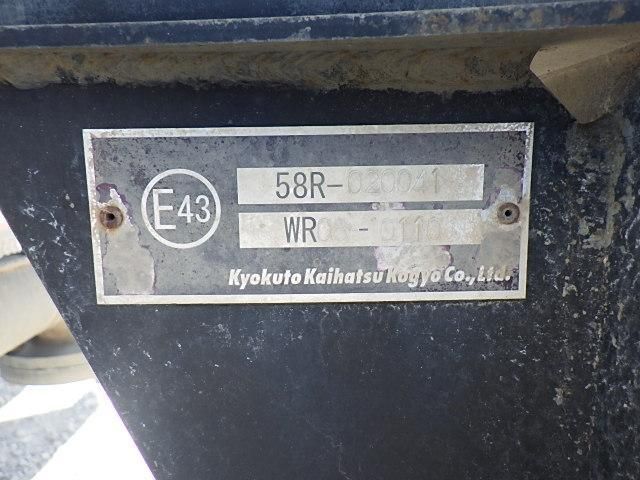 E43
58R-020041
Kyokuto Kaihatsu Kogyo Co., Ltd.